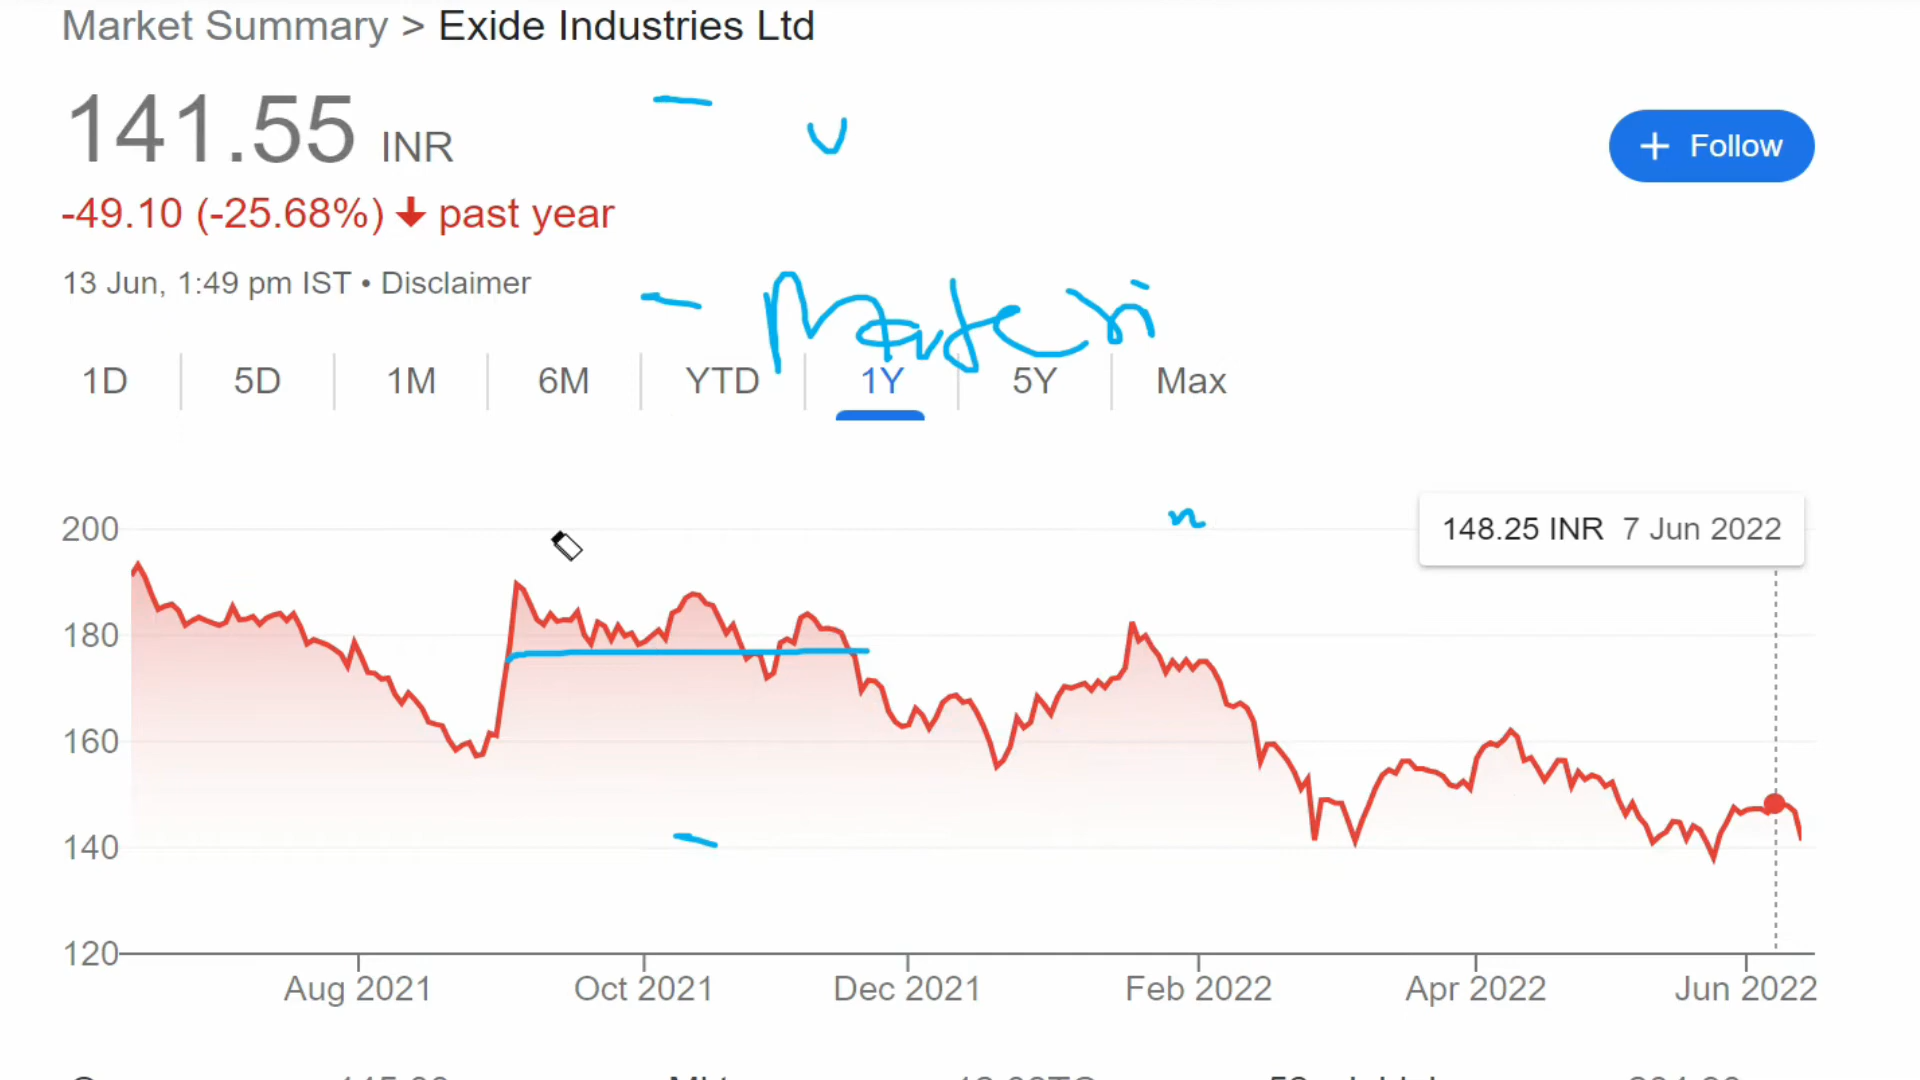 Market Summary > Exide Industries Ltd
141.55 INR
+ Follow
-49.10 (-25.68%) ↓ past year
13 Jun, 1:49 pm IST • Disclaimer
1D 5D 1M 6M YTD 1Y 5Y Max
148.25 INR 7 Jun 2022
200
180
160
140
120
Aug 2021 Oct 2021 Dec 2021 Feb 2022 Apr 2022 Jun 2022